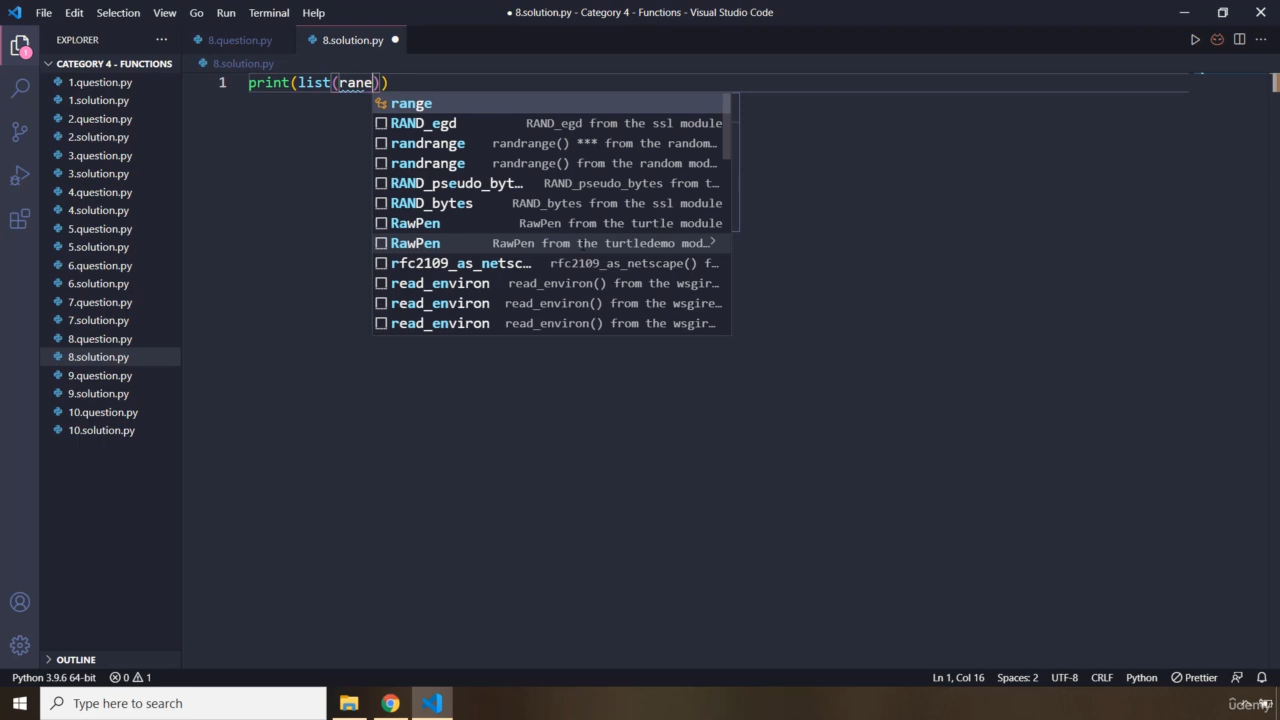 File Edit Selection View Go Run Terminal Help
8.solution.py - Category 4 - Functions - Visual Studio Code
EXPLORER
8.question.py
8.solution.py
CATEGORY 4 - FUNCTIONS
8.solution.py
1.question.py
1.solution.py
2.question.py
2.solution.py
3.question.py
3.solution.py
4.question.py
4.solution.py
5.question.py
5.solution.py
6.question.py
6.solution.py
7.question.py
7.solution.py
8.question.py
8.solution.py
9.question.py
9.solution.py
10.question.py
10.solution.py
1 print(list(rane))
range
RAND_egd RAND_egd from the ssl module
randrange randrange() *** from the random…
randrange randrange() from the random mod…
RAND_pseudo_byt… RAND_pseudo_bytes from t…
RAND_bytes RAND_bytes from the ssl module
RawPen RawPen from the turtle module
RawPen RawPen from the turtledemo mod…
rfc2109_as_netsc… rfc2109_as_netscape() f…
read_environ read_environ() from the wsgir…
read_environ read_environ() from the wsgire…
read_environ read_environ() from the wsgir…
OUTLINE
Python 3.9.6 64-bit 0 1
Ln 1, Col 16 Spaces: 2 UTF-8 CRLF Python Prettier
Type here to search
udemy